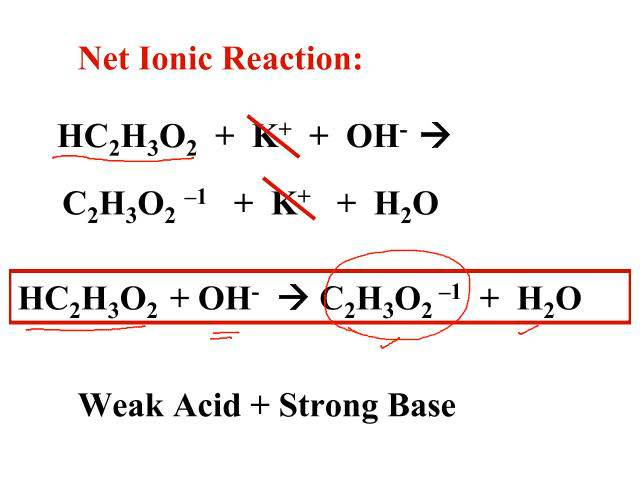 Net Ionic Reaction:
HC₂H₃O₂ + K⁺ + OH⁻ →
C₂H₃O₂ ⁻¹ + K⁺ + H₂O
HC₂H₃O₂ + OH⁻ → C₂H₃O₂ ⁻¹ + H₂O
Weak Acid + Strong Base